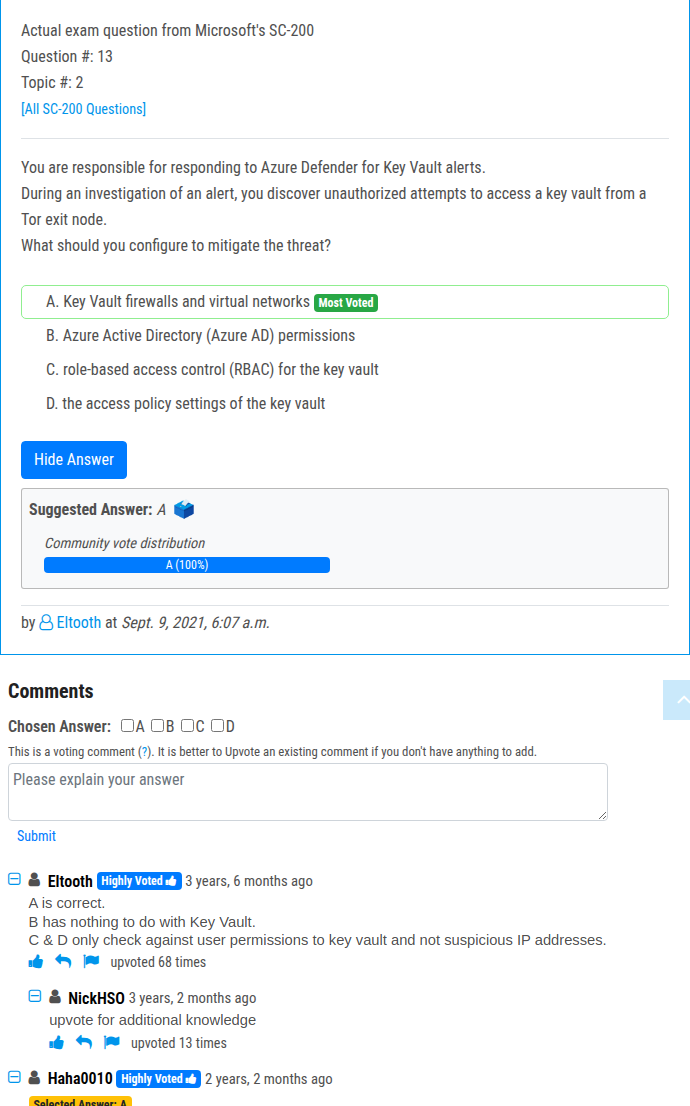 Actual exam question from Microsoft's SC-200
Question #: 13
Topic #: 2
[All SC-200 Questions]
You are responsible for responding to Azure Defender for Key Vault alerts.
During an investigation of an alert, you discover unauthorized attempts to access a key vault from a
Tor exit node.
What should you configure to mitigate the threat?
A. Key Vault firewalls and virtual networks Most Voted
B. Azure Active Directory (Azure AD) permissions
C. role-based access control (RBAC) for the key vault
D. the access policy settings of the key vault
Hide Answer
Suggested Answer: A
Community vote distribution
A (100%)
by Eltooth at Sept. 9, 2021, 6:07 a.m.
Comments
Chosen Answer: A B C D
This is a voting comment (?). It is better to Upvote an existing comment if you don't have anything to add.
Please explain your answer
Submit
Eltooth Highly Voted 3 years, 6 months ago
A is correct.
B has nothing to do with Key Vault.
C & D only check against user permissions to key vault and not suspicious IP addresses.
upvoted 68 times
NickHSO 3 years, 2 months ago
upvote for additional knowledge
upvoted 13 times
Haha0010 Highly Voted 2 years, 2 months ago
Selected Answer: A